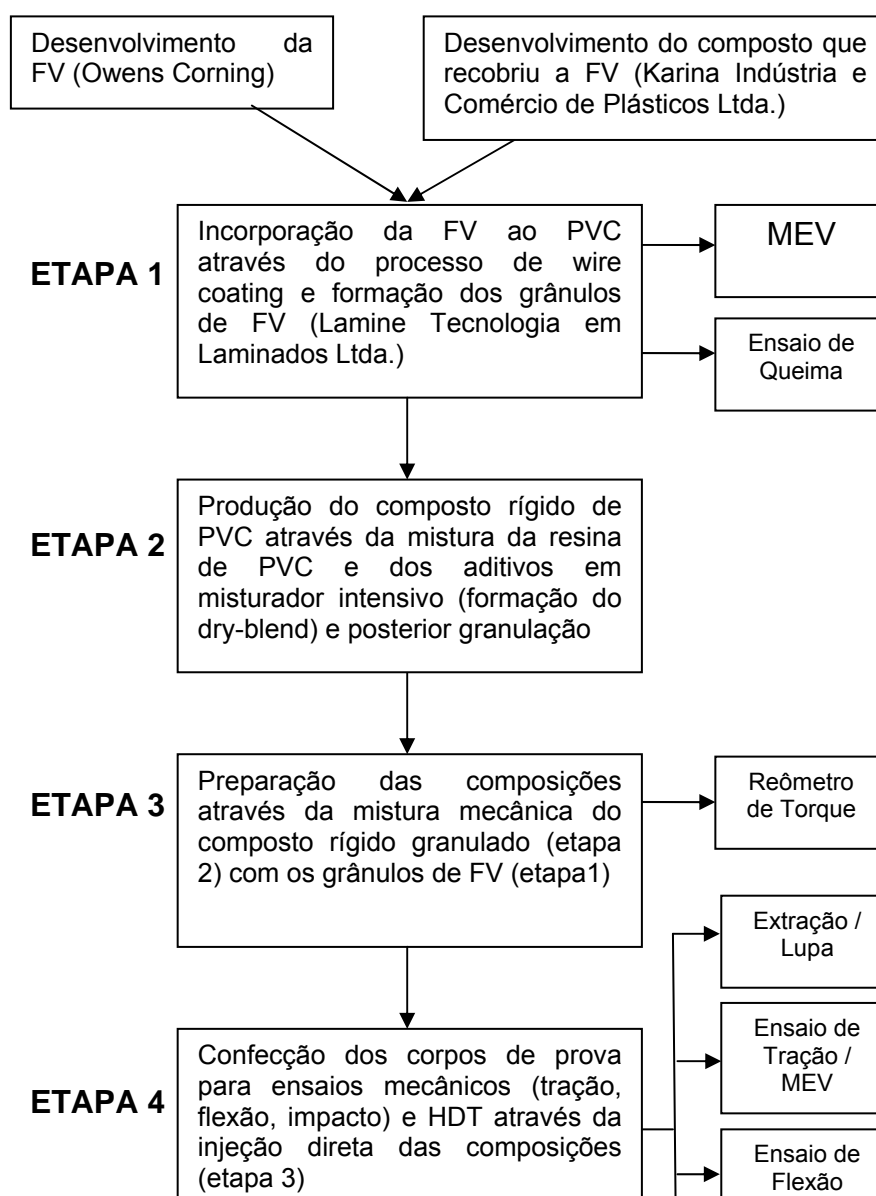 Desenvolvimento da
FV (Owens Corning)
Desenvolvimento do composto que
recobriu a FV (Karina Indústria e
Comércio de Plásticos Ltda.)
ETAPA 1
Incorporação da FV ao PVC
através do processo de wire
coating e formação dos grânulos
de FV (Lamine Tecnologia em
Laminados Ltda.)
MEV
Ensaio de
Queima
ETAPA 2
Produção do composto rígido de
PVC através da mistura da resina
de PVC e dos aditivos em
misturador intensivo (formação do
dry-blend) e posterior granulação
ETAPA 3
Preparação das composições
através da mistura mecânica do
composto rígido granulado (etapa
2) com os grânulos de FV (etapa1)
Reômetro
de Torque
ETAPA 4
Confecção dos corpos de prova
para ensaios mecânicos (tração,
flexão, impacto) e HDT através da
injeção direta das composições
(etapa 3)
Extração /
Lupa
Ensaio de
Tração /
MEV
Ensaio de
Flexão